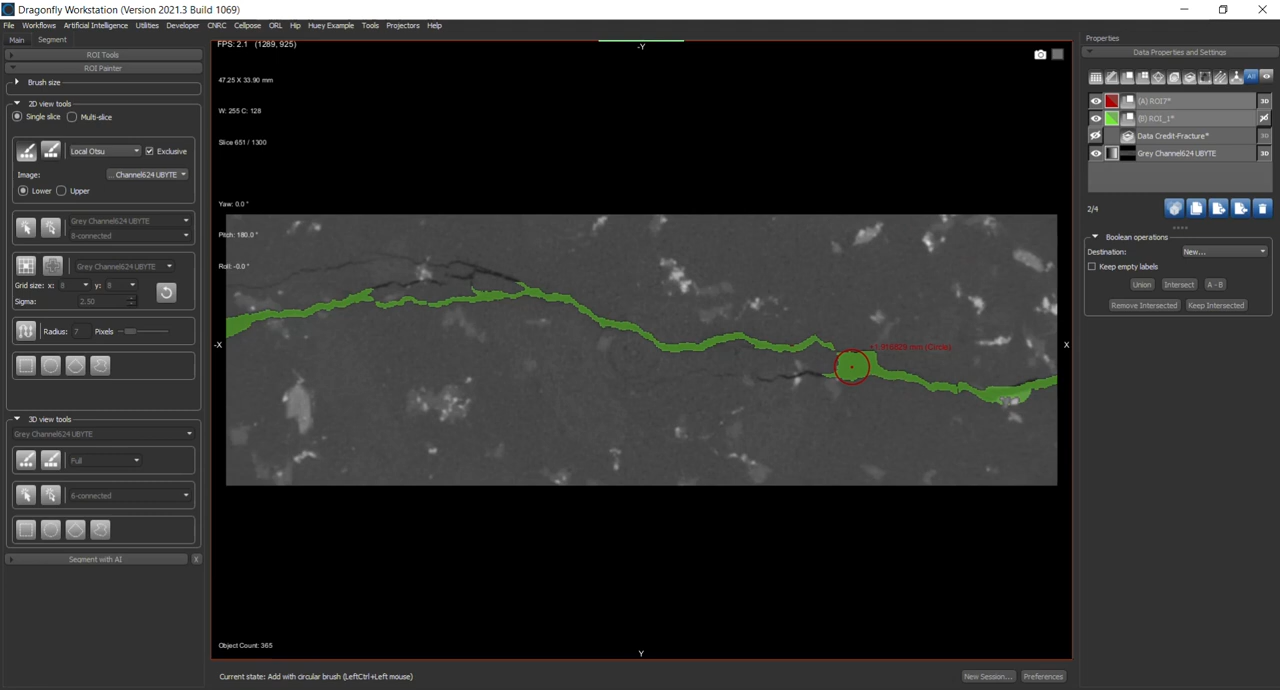 Dragonfly Workstation (Version 2021.3 Build 1069)
File Workflows Artificial Intelligence Utilities Developer CNRC Cellpose ORL Hip Huey Example Tools Projectors Help
Main Segment
ROI Tools
ROI Painter
Brush size
2D view tools
Single slice Multi-slice
Local Otsu Exclusive
Image: ... Channel624 UBYTE
Lower Upper
Grey Channel624 UBYTE
8-connected
Grey Channel624 UBYTE
Grid size: x: 8 y: 8
Sigma: 2.50
Radius: 7 Pixels
3D view tools
Grey Channel624 UBYTE
Full
6-connected
Segment with AI X
FPS: 2.1 (1289, 925)
-Y
47.25 X 33.90 mm
W: 255 C: 128
Slice 651 / 1300
Yaw: 0.0 °
Pitch: 180.0 °
Roll: -0.0 °
-X
X
mm (Circle)
Object Count: 365
Y
Current state: Add with circular brush (LeftCtrl+Left mouse)
New Session... Preferences
Properties
Data Properties and Settings
All
(A) ROI7* 3D
(B) ROI_1*
Data Credit-Fracture* 3D
Grey Channel624 UBYTE 3D
2/4
Boolean operations
Destination: New...
Keep empty labels
Union Intersect A - B
Remove Intersected Keep Intersected